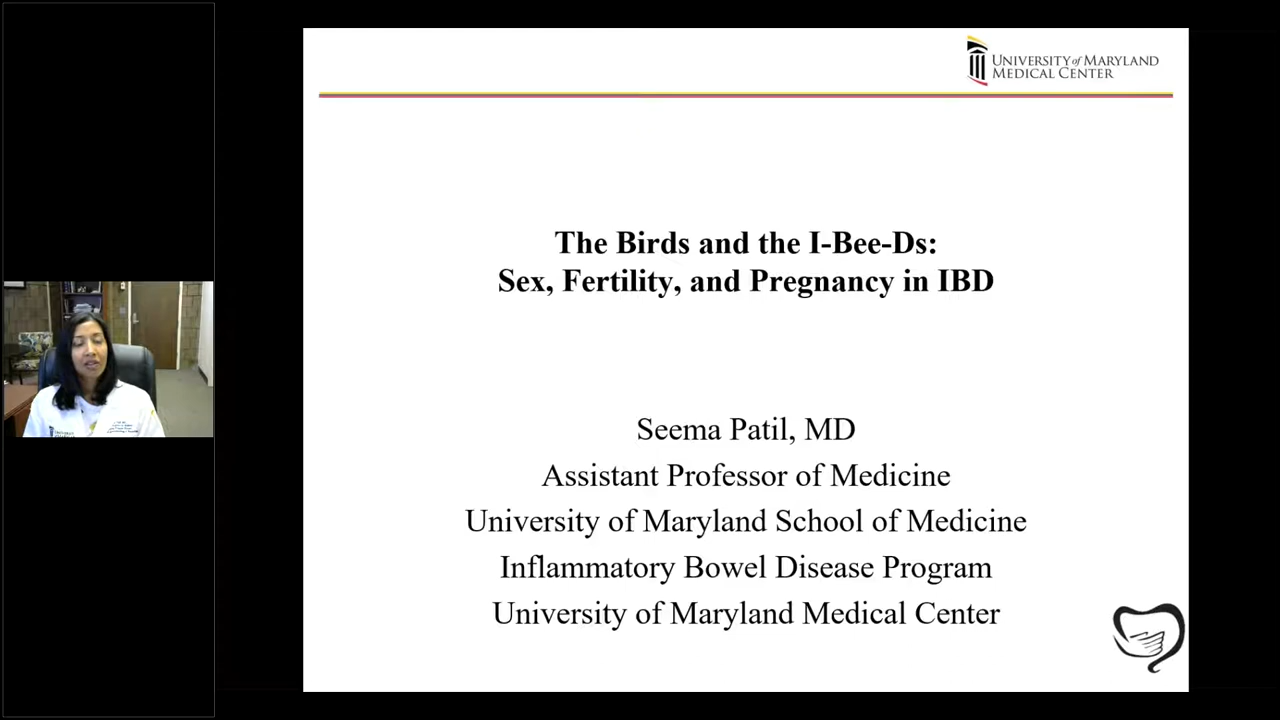 UNIVERSITY of MARYLAND
MEDICAL CENTER
The Birds and the I-Bee-Ds:
Sex, Fertility, and Pregnancy in IBD
Seema Patil, MD
Assistant Professor of Medicine
University of Maryland School of Medicine
Inflammatory Bowel Disease Program
University of Maryland Medical Center